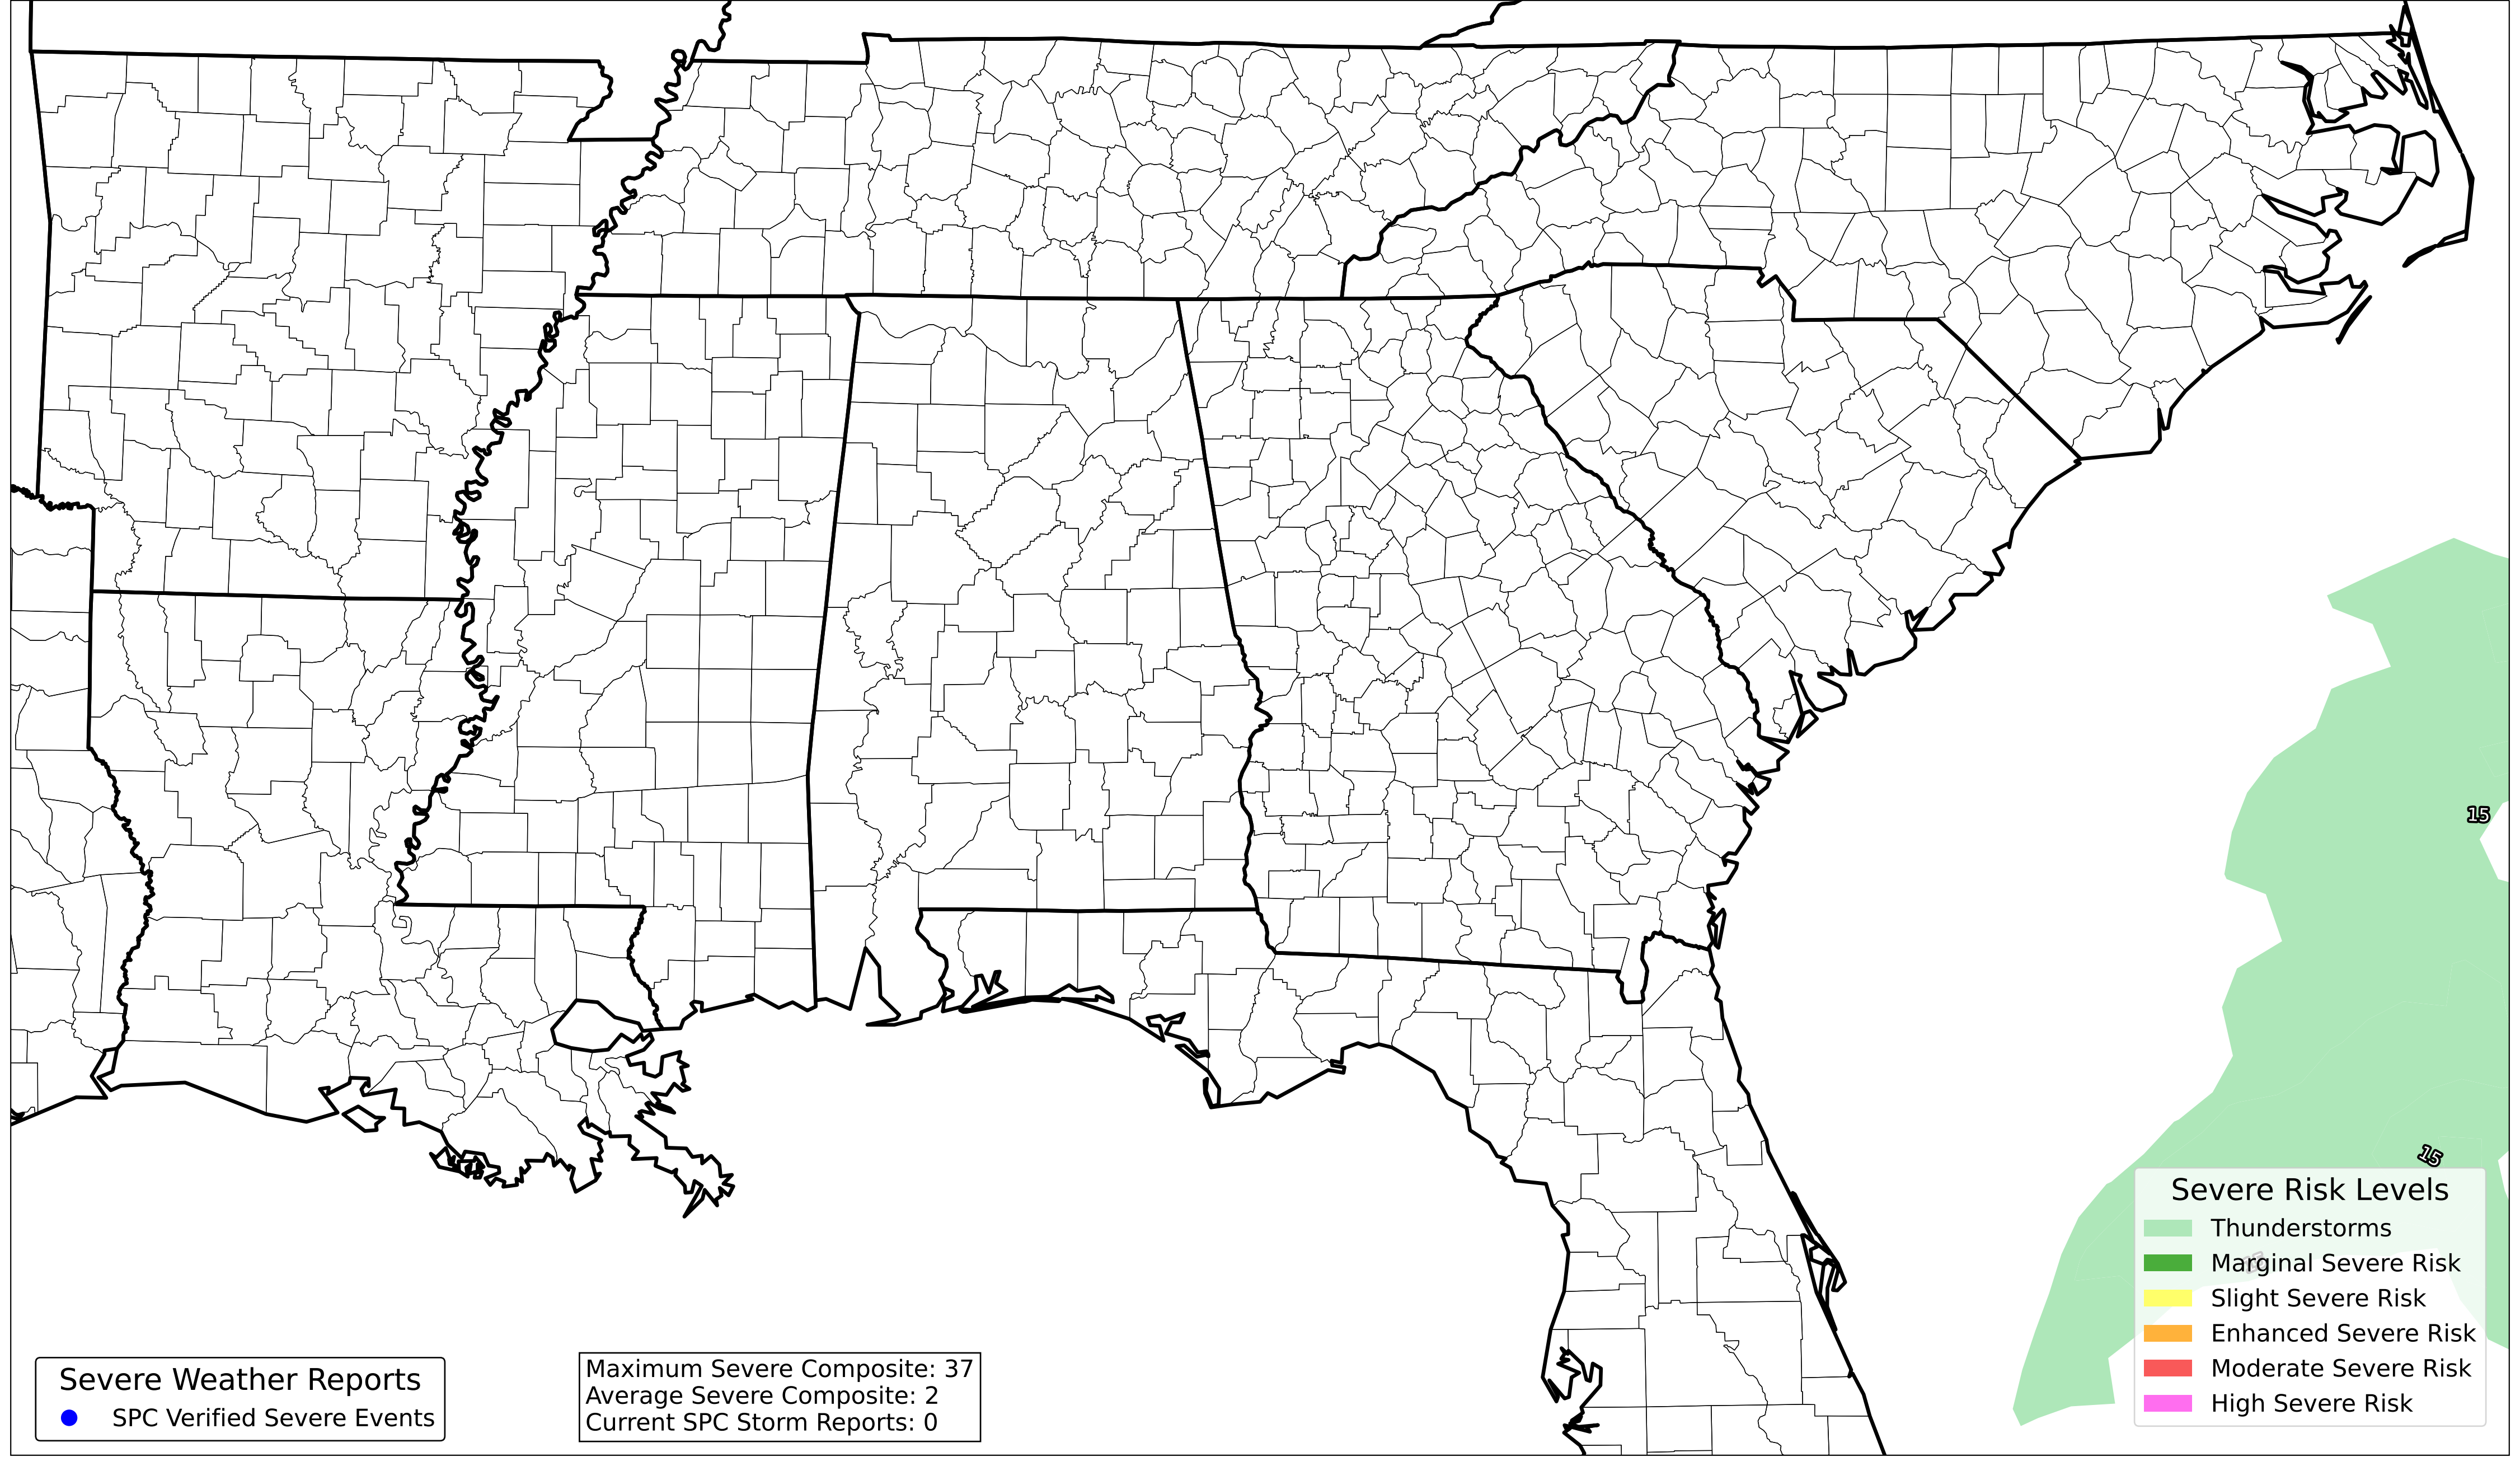 15
15
Severe Risk Levels
Thunderstorms
Marginal Severe Risk
Slight Severe Risk
Enhanced Severe Risk
Moderate Severe Risk
High Severe Risk
Severe Weather Reports
SPC Verified Severe Events
Maximum Severe Composite: 37
Average Severe Composite: 2
Current SPC Storm Reports: 0